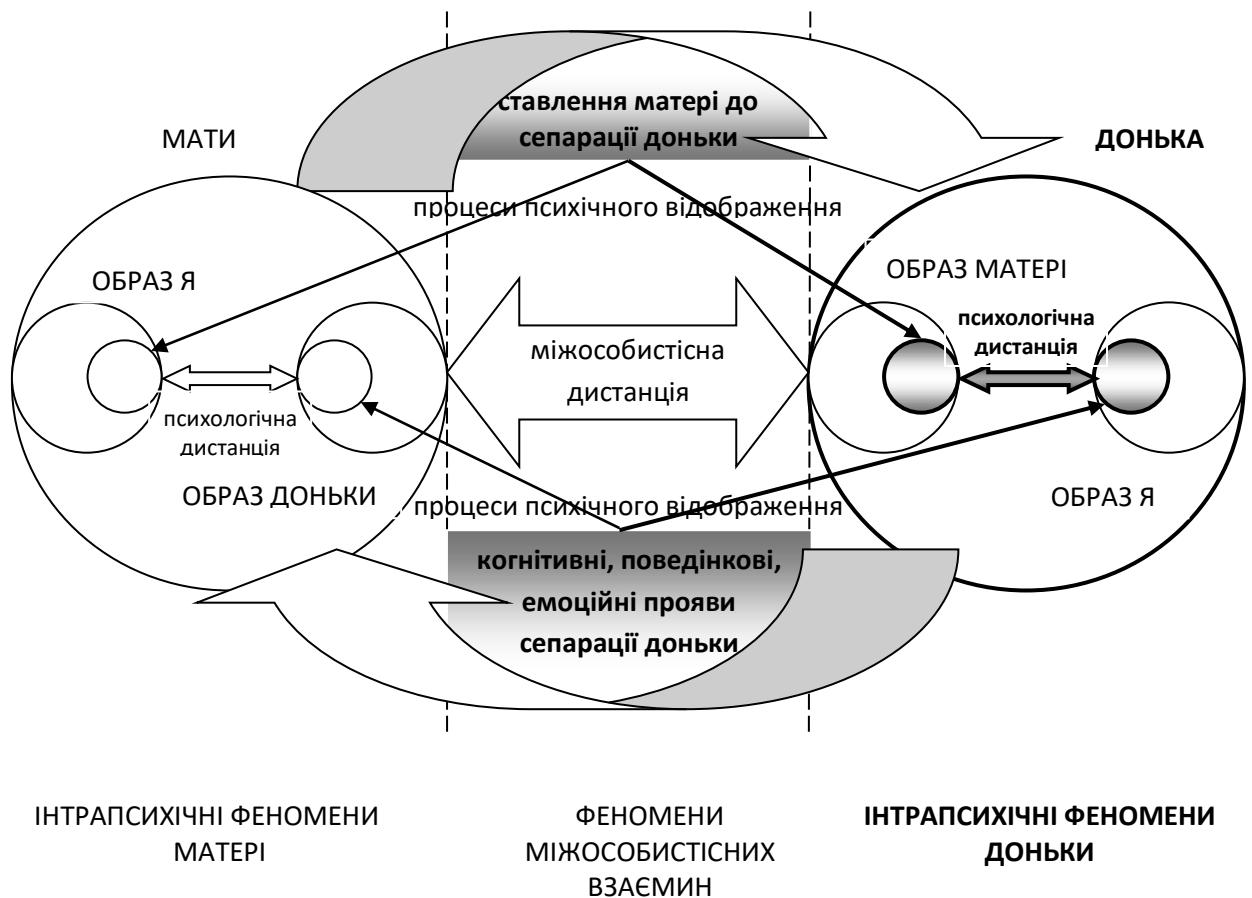 ставлення матері до
сепарації доньки
МАТИ
ДОНЬКА
процеси психічного відображення
ОБРАЗ Я
ОБРАЗ МАТЕРІ
психологічна
дистанція
міжособистісна
дистанція
психологічна
дистанція
ОБРАЗ ДОНЬКИ
ОБРАЗ Я
процеси психічного відображення
когнітивні, поведінкові,
емоційні прояви
сепарації доньки
ІНТРАПСИХІЧНІ ФЕНОМЕНИ
МАТЕРІ
ФЕНОМЕНИ
МІЖОСОБИСТІСНИХ
ВЗАЄМИН
ІНТРАПСИХІЧНІ ФЕНОМЕНИ
ДОНЬКИ